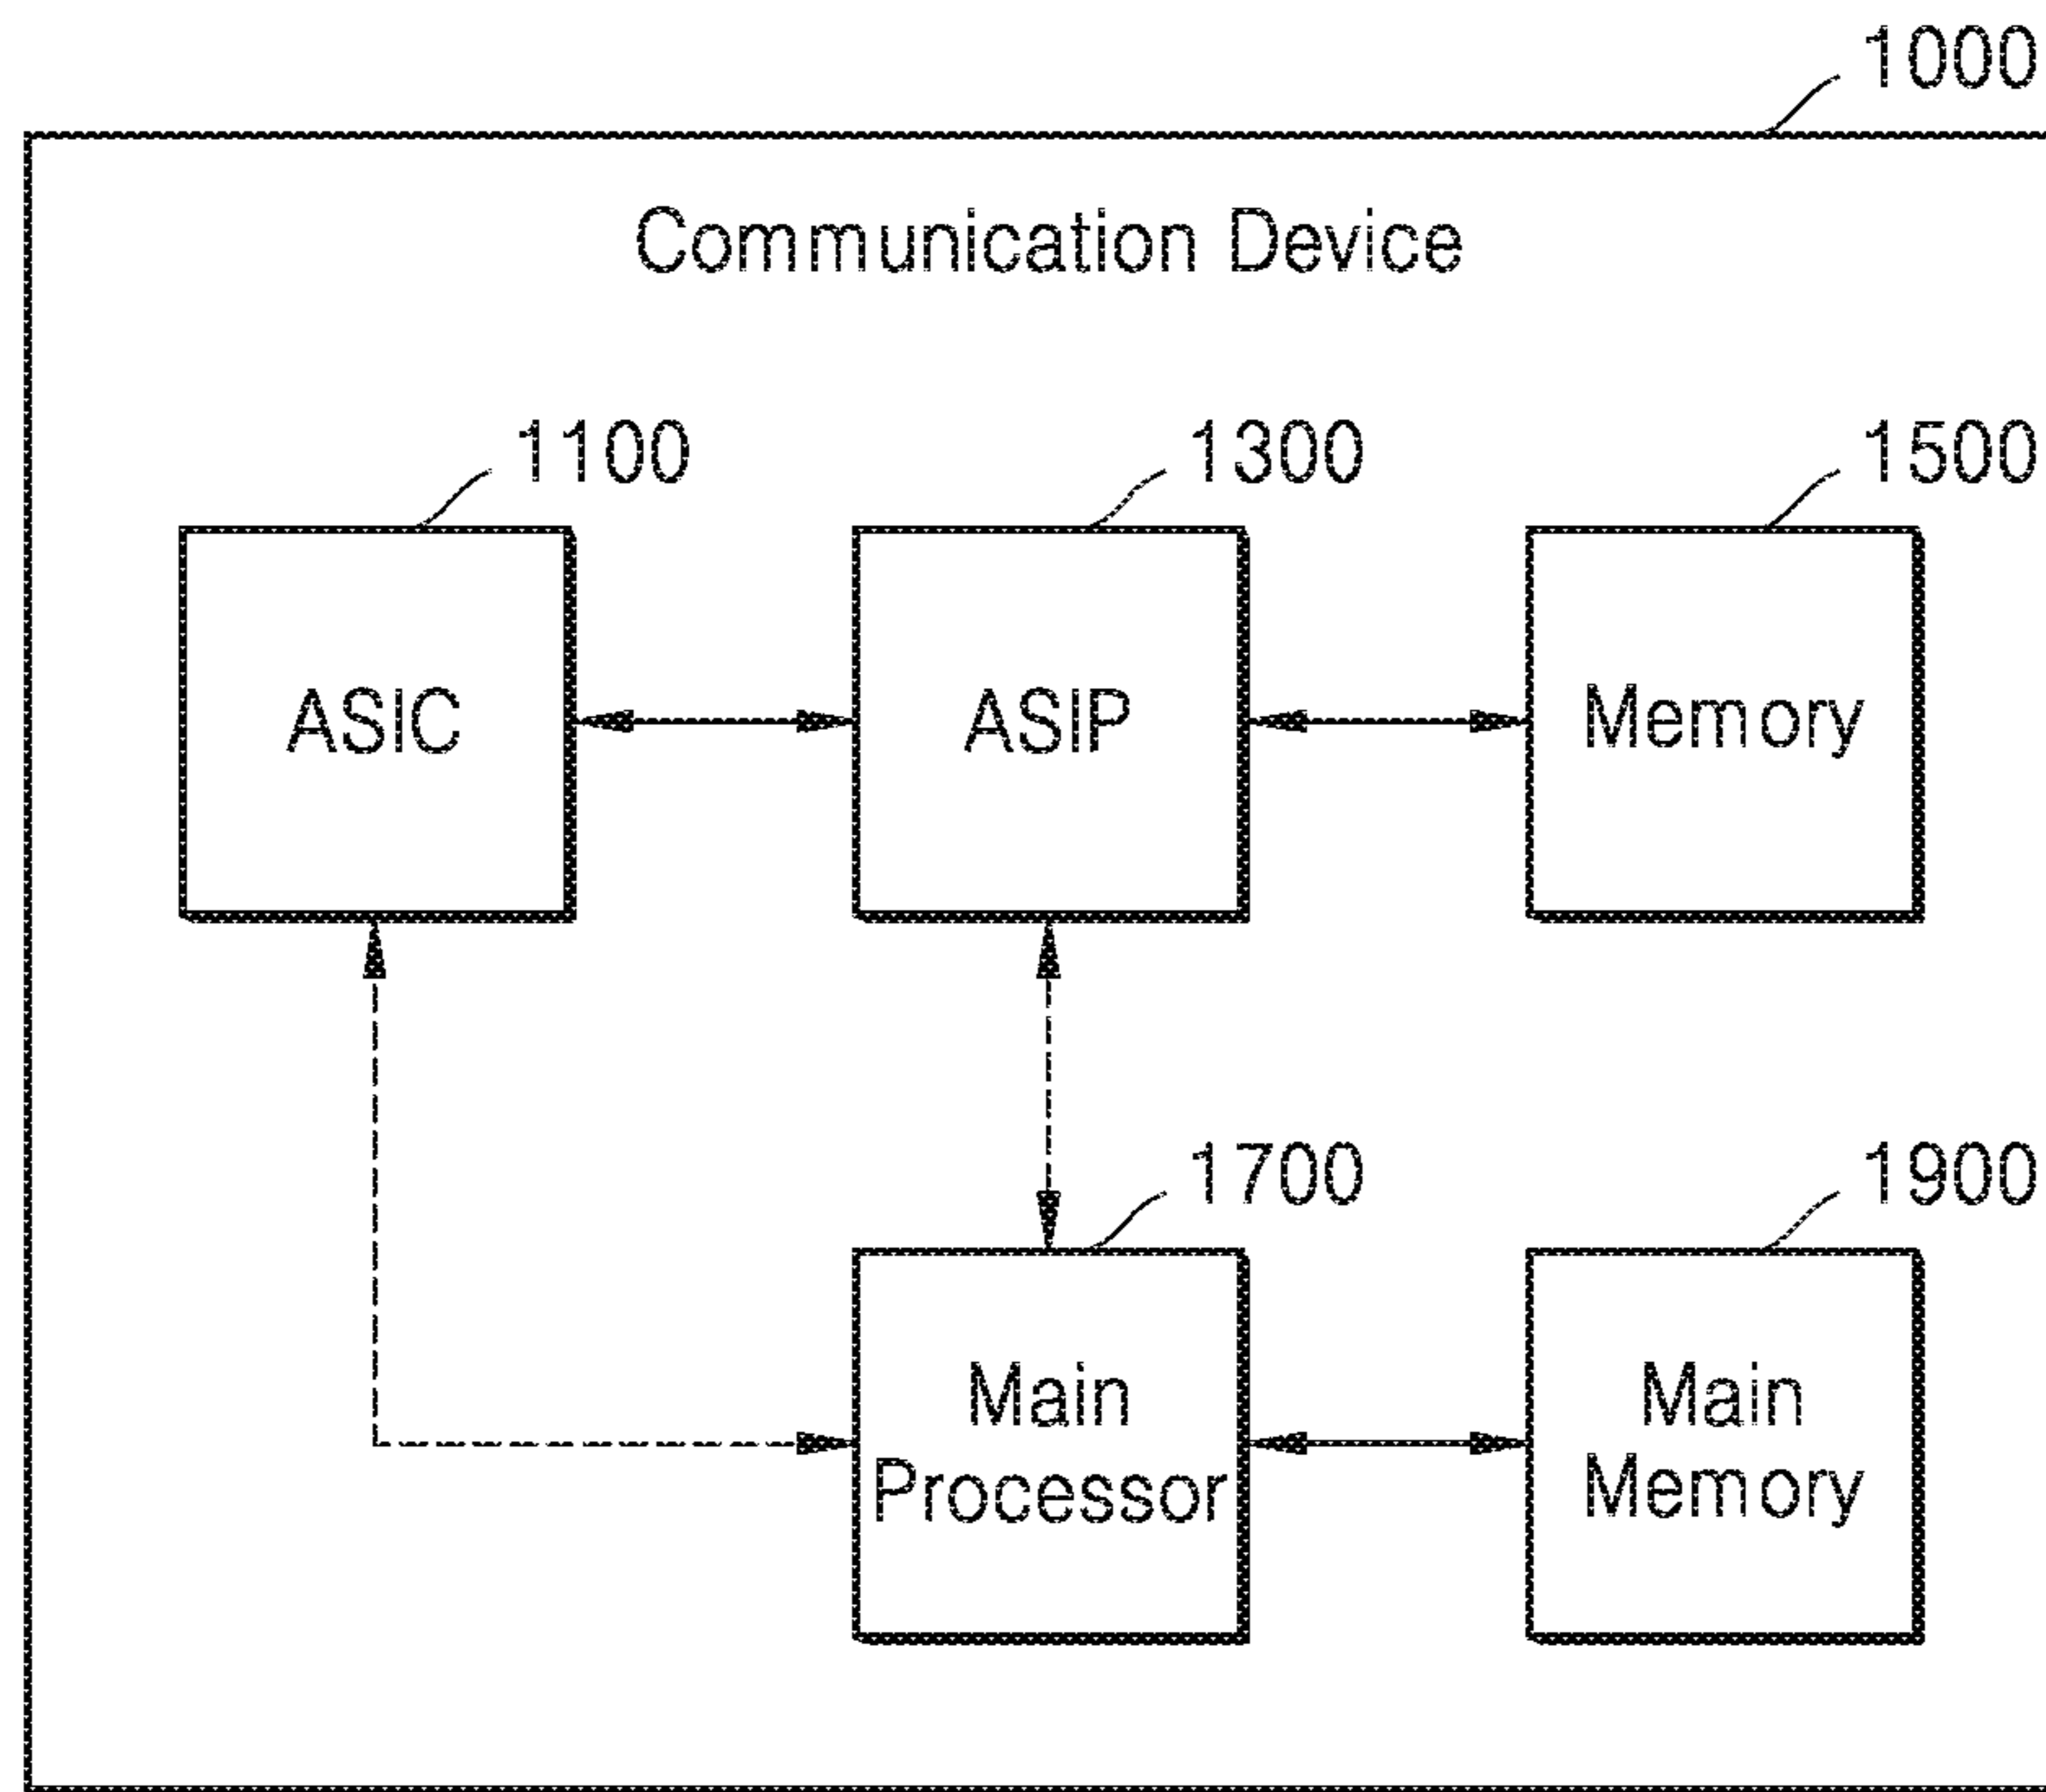 1000
Communication Device
1100
1300
1500
ASIC
ASIP
Memory
1700
1900
Main
Processor
Main
Memory